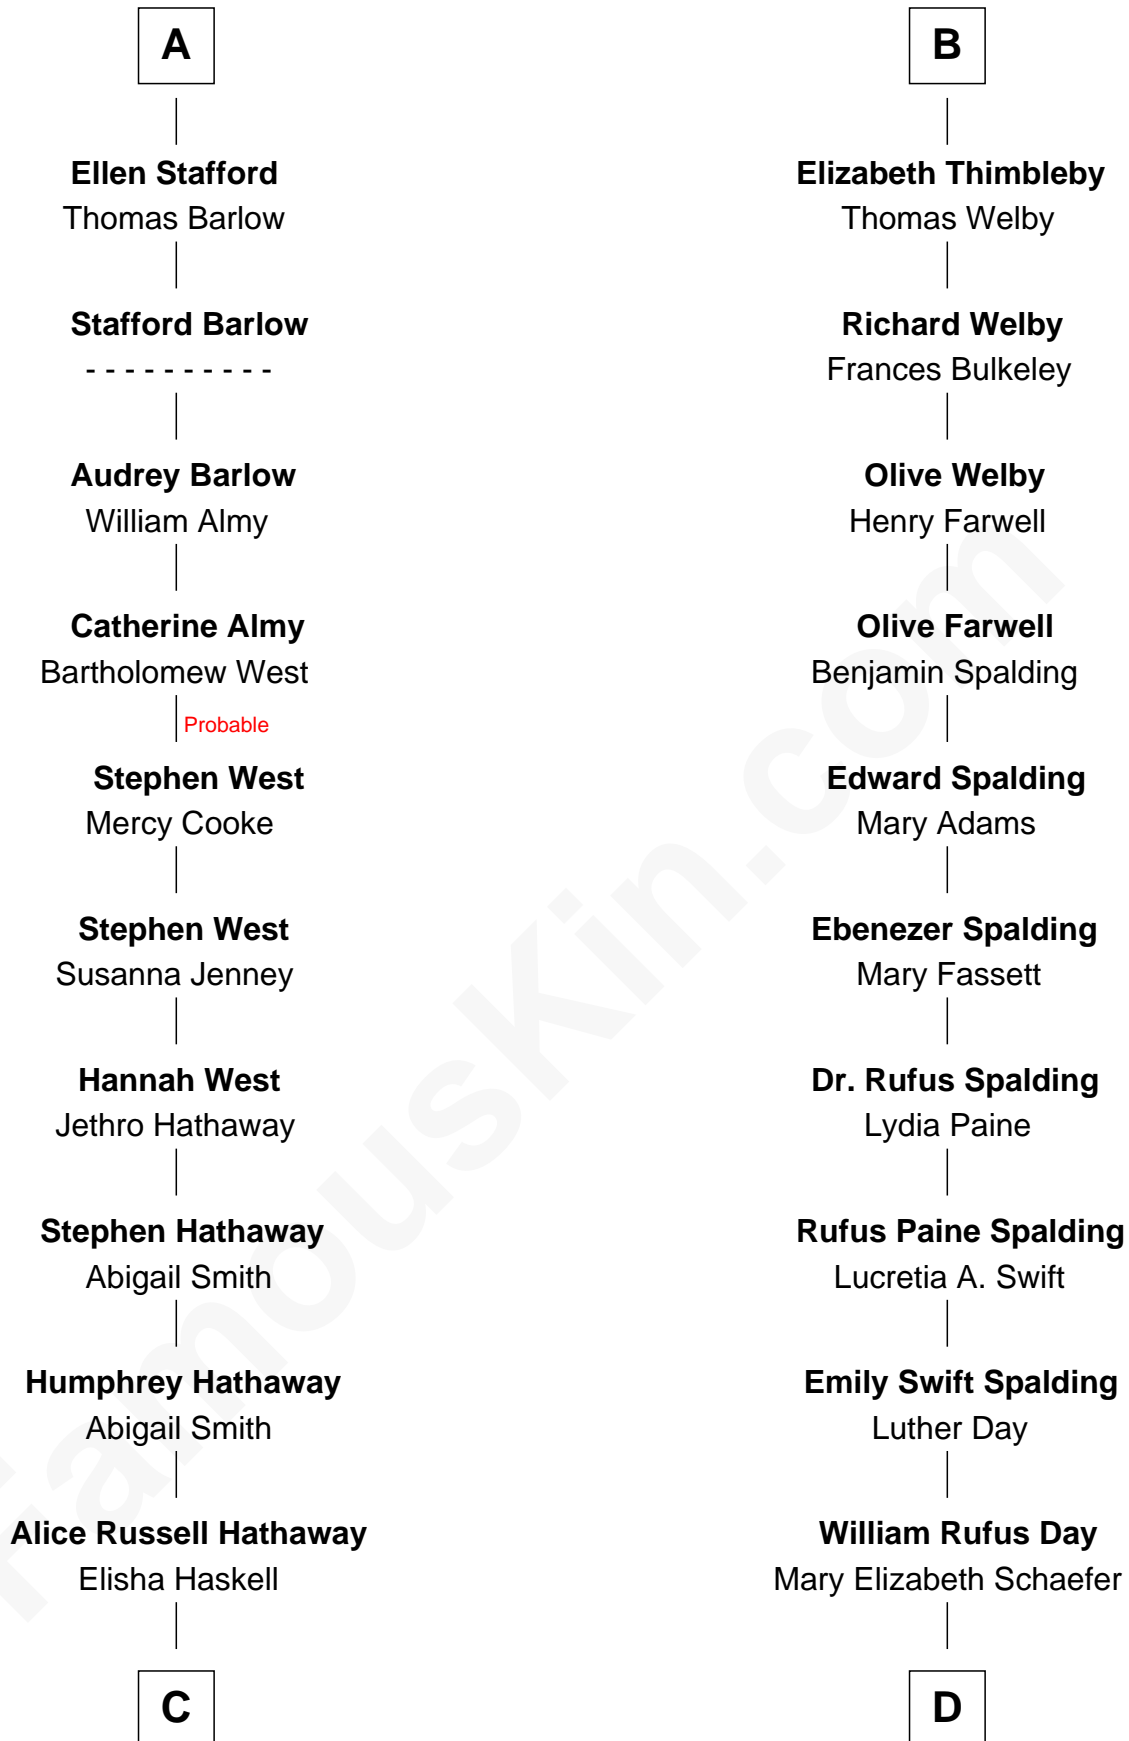 A
Ellen Stafford
Thomas Barlow
Stafford Barlow
- - - - - - - - - -
Audrey Barlow
William Almy
Catherine Almy
Bartholomew West
Probable
Stephen West
Mercy Cooke
Stephen West
Susanna Jenney
Hannah West
Jethro Hathaway
Stephen Hathaway
Abigail Smith
Humphrey Hathaway
Abigail Smith
Alice Russell Hathaway
Elisha Haskell
C
B
Elizabeth Thimbleby
Thomas Welby
Richard Welby
Frances Bulkeley
Olive Welby
Henry Farwell
Olive Farwell
Benjamin Spalding
Edward Spalding
Mary Adams
Ebenezer Spalding
Mary Fassett
Dr. Rufus Spalding
Lydia Paine
Rufus Paine Spalding
Lucretia A. Swift
Emily Swift Spalding
Luther Day
William Rufus Day
Mary Elizabeth Schaefer
D
FamousKin.com